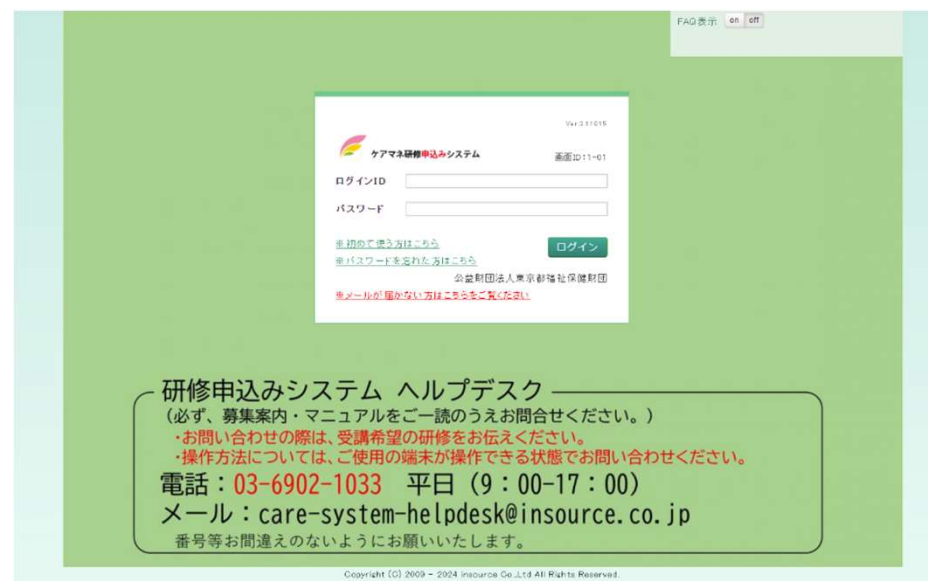 FAQ表示 on off
Ver.3.11015
ケアマネ研修申込みシステム
画面ID:1-01
ログインID
パスワード
※初めて使う方はこちら
ログイン
※パスワードを忘れた方はこちら
公益財団法人東京都福祉保健財団
※メールが届かない方はこちらをご覧ください
研修申込みシステム ヘルプデスク
（必ず、募集案内・マニュアルをご一読のうえお問合せください。）
・お問い合わせの際は、受講希望の研修をお伝えください。
・操作方法については、ご使用の端末が操作できる状態でお問い合わせください。
電話：03-6902-1033 平日（9：00-17：00）
メール：care-system-helpdesk@insource.co.jp
番号等お間違えのないようにお願いいたします。
Copyright (C) 2009 - 2024 insource Co.,Ltd All Rights Reserved.